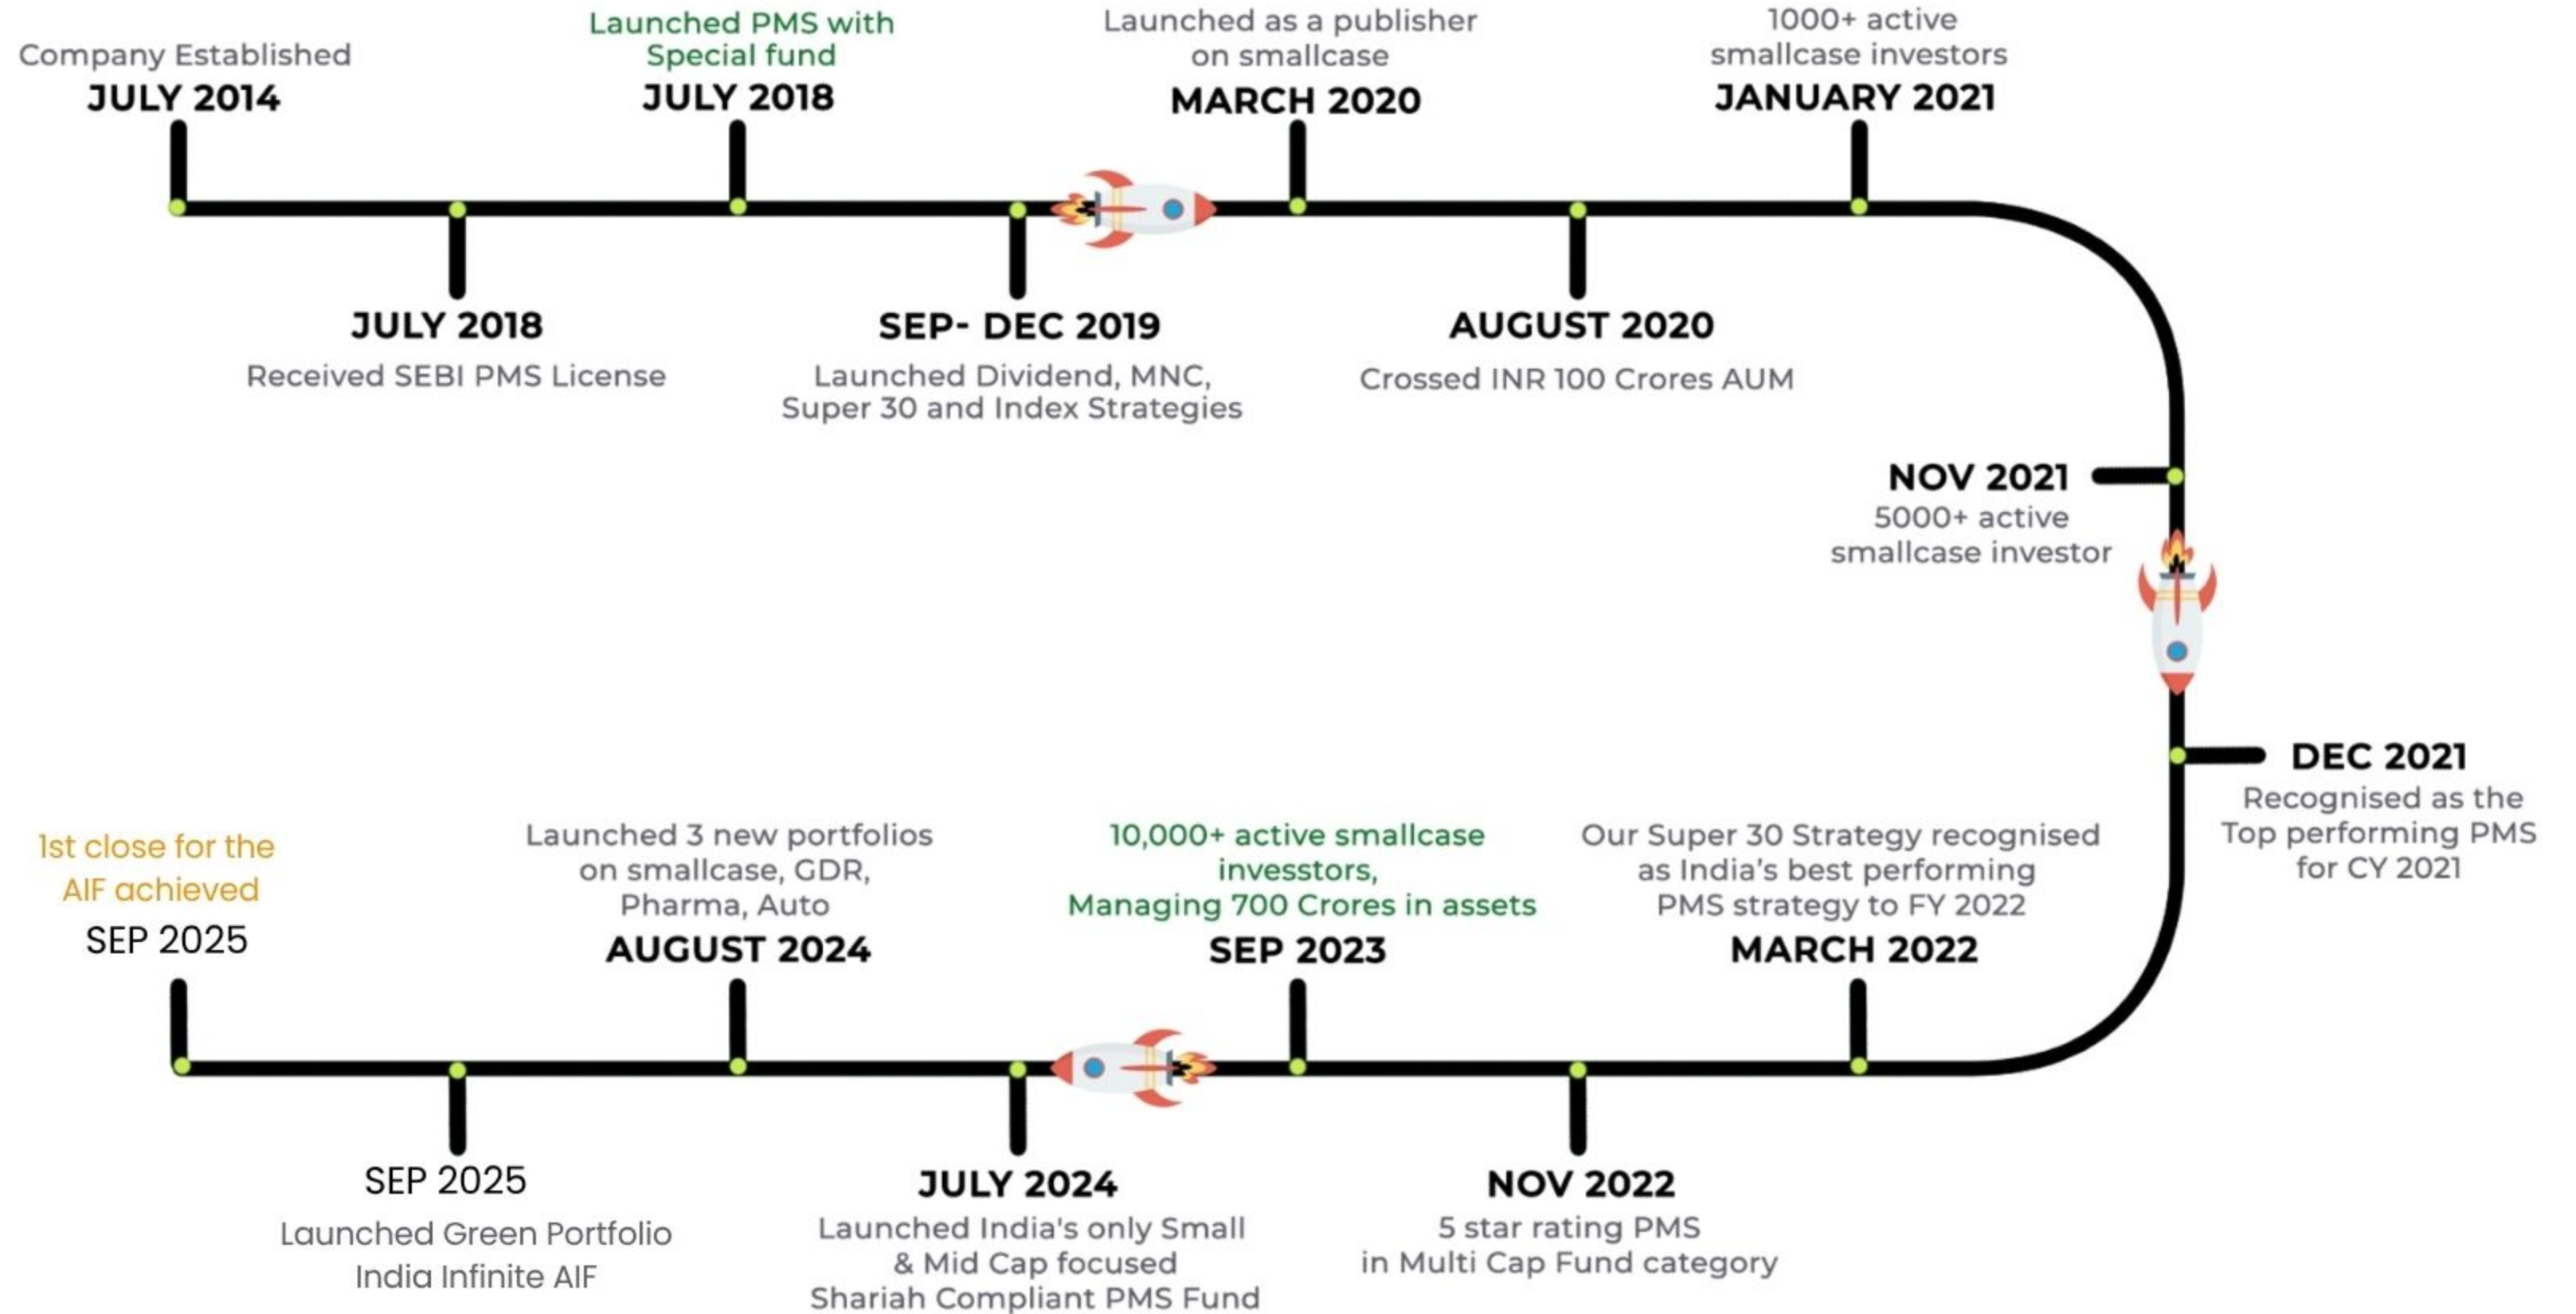 Company Established
JULY 2014
JULY 2018
Received SEBI PMS License
Launched PMS with
Special fund
JULY 2018
SEP- DEC 2019
Launched Dividend, MNC,
Super 30 and Index Strategies
Launched as a publisher
on smallcase
MARCH 2020
AUGUST 2020
Crossed INR 100 Crores AUM
1000+ active
smallcase investors
JANUARY 2021
NOV 2021
5000+ active
smallcase investor
DEC 2021
Recognised as the
Top performing PMS
for CY 2021
Our Super 30 Strategy recognised
as India's best performing
PMS strategy to FY 2022
MARCH 2022
NOV 2022
5 star rating PMS
in Multi Cap Fund category
10,000+ active smallcase
invesstors,
Managing 700 Crores in assets
SEP 2023
JULY 2024
Launched India's only Small
& Mid Cap focused
Shariah Compliant PMS Fund
Launched 3 new portfolios
on smallcase, GDR,
Pharma, Auto
AUGUST 2024
SEP 2025
Launched Green Portfolio
India Infinite AIF
1st close for the
AIF achieved
SEP 2025